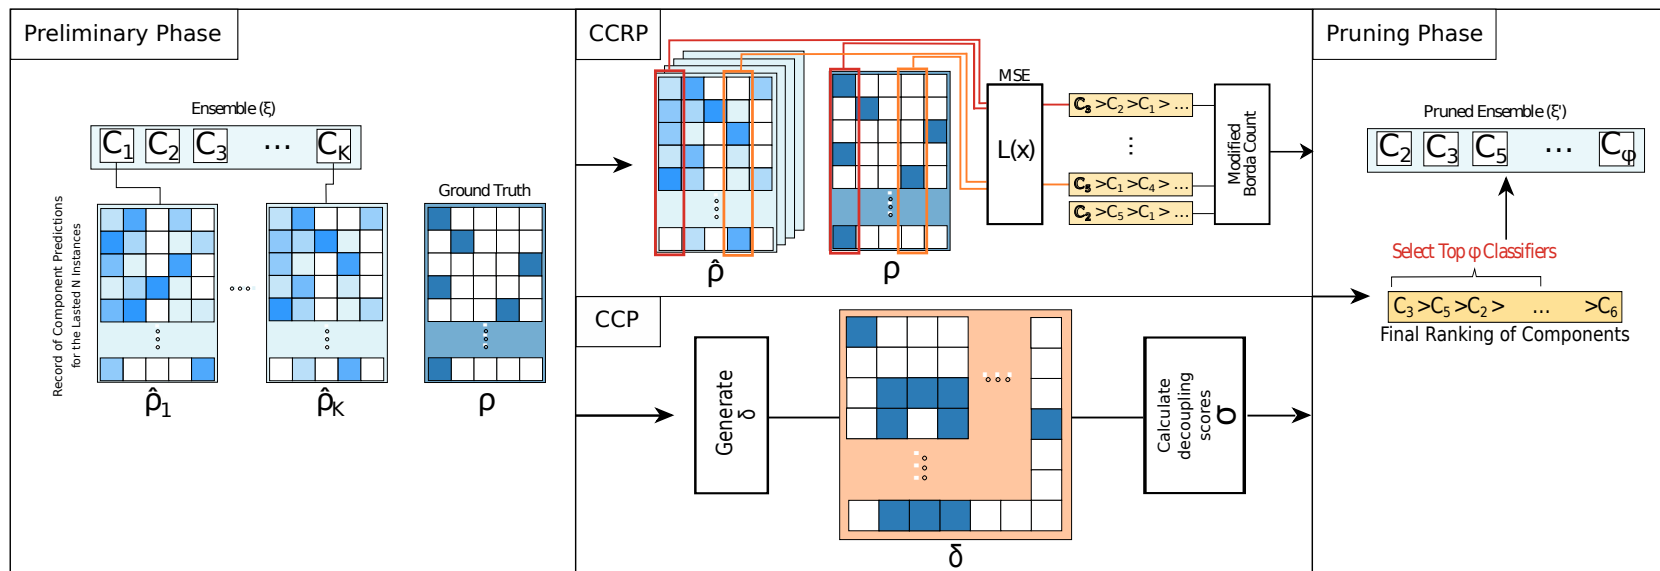 Preliminary Phase
Ensemble (ξ)
C1 C2 C3 ... CK
Record of Component Predictions
for the Lasted N Instances
Ground Truth
ρ̂1
ρ̂K
ρ
CCRP
MSE
L(x)
C3 >C2 >C1 > ...
C5 >C1 >C4 > ...
C2 >C5 >C1 > ...
Modified
Borda Count
ρ̂
ρ
CCP
Generate
δ
δ
Calculate
decoupling
scores
σ
Pruning Phase
Pruned Ensemble (ξ')
C2 C3 C5 ... Cφ
Select Top φ Classifiers
C3 >C5 >C2 > ... >C6
Final Ranking of Components